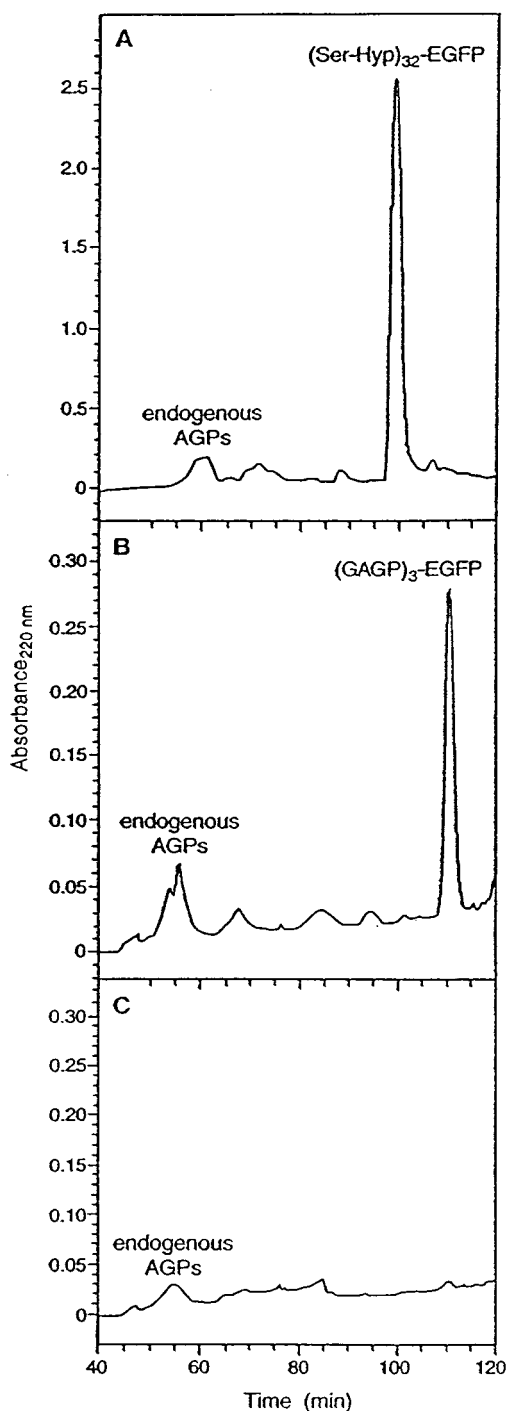 A
(Ser-Hyp)32-EGFP
2.5
2.0
1.5
1.0
0.5
0
endogenous
AGPs
B
(GAGP)3-EGFP
0.30
0.25
0.20
0.15
0.10
0.05
0
endogenous
AGPs
Absorbance220 nm
C
0.30
0.25
0.20
0.15
0.10
0.05
0
endogenous
AGPs
40
60
80
100
120
Time (min)